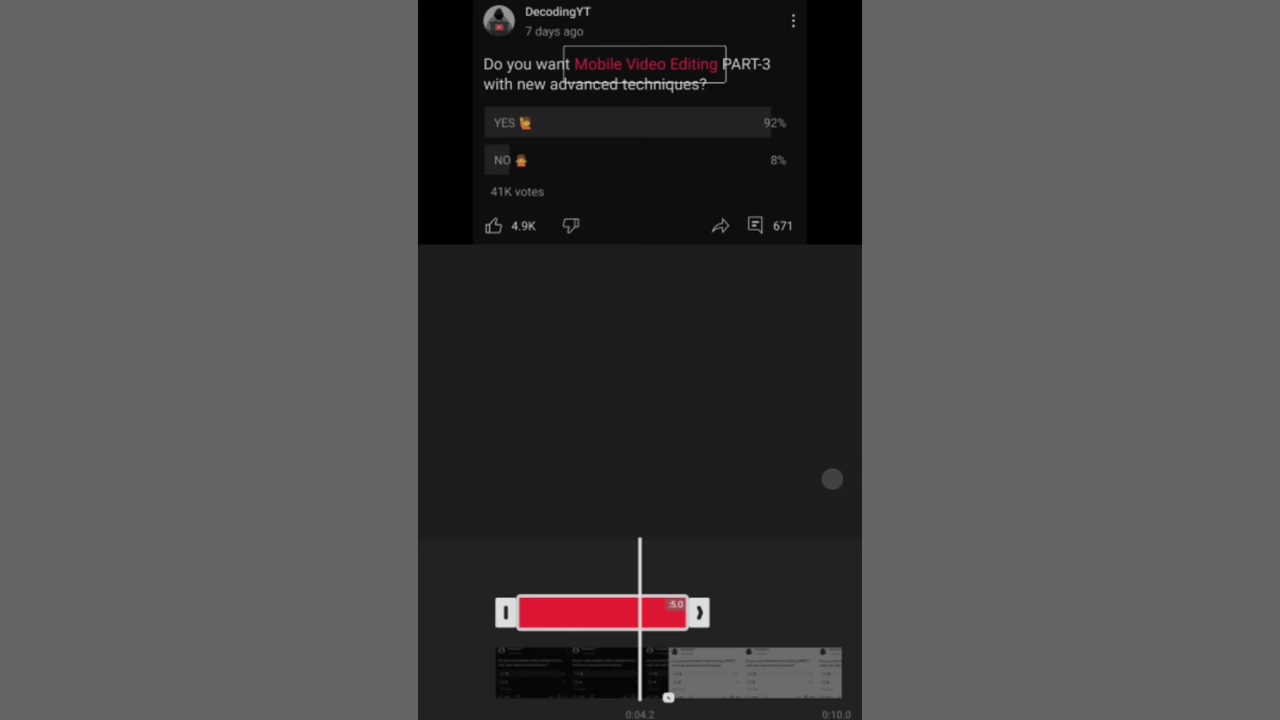 DecodingYT
7 days ago
Do you want Mobile Video Editing PART-3
with new advanced techniques?
YES 92%
NO 8%
41K votes
4.9K 671
:5.0
0:04.2 0:10.0